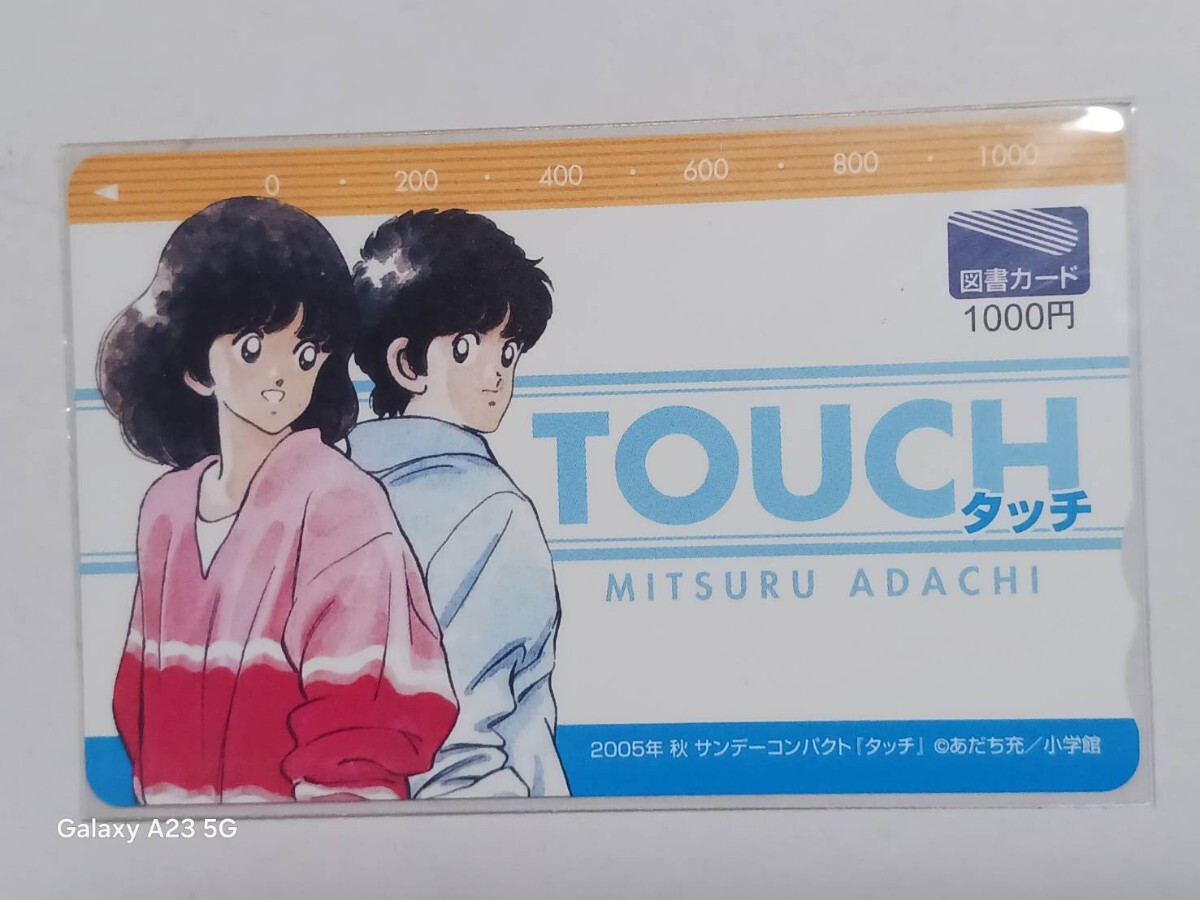 0 · 200 · 400 · 600 · 800 · 1000
図書カード
1000円
TOUCH
タッチ
MITSURU ADACHI
2005年 秋 サンデーコンパクト『タッチ』 ©あだち充／小学館
Galaxy A23 5G